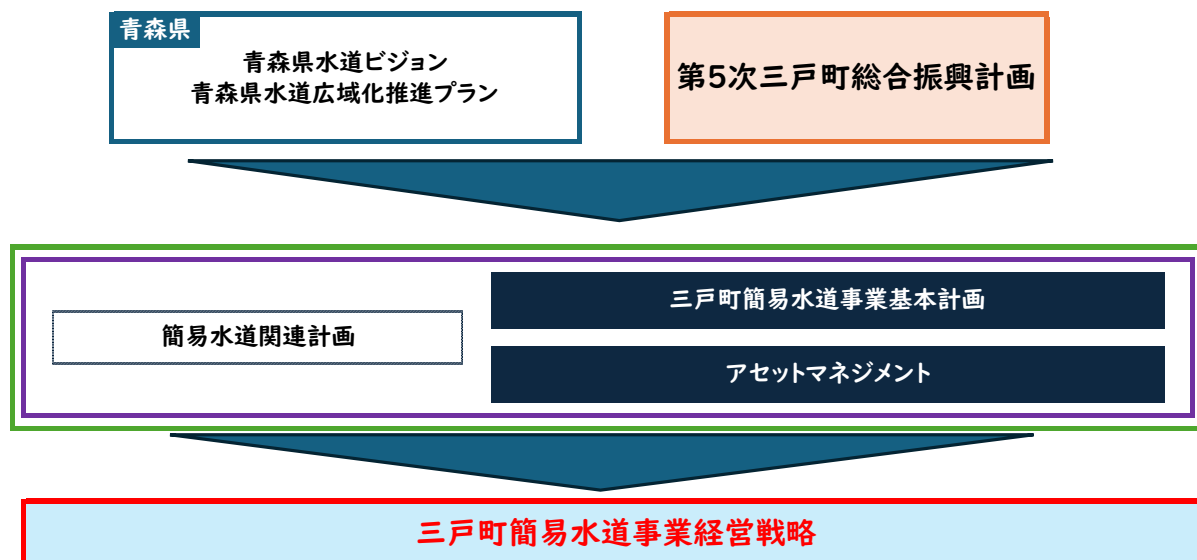 青森県
青森県水道ビジョン
青森県水道広域化推進プラン
第5次三戸町総合振興計画
簡易水道関連計画
三戸町簡易水道事業基本計画
アセットマネジメント
三戸町簡易水道事業経営戦略